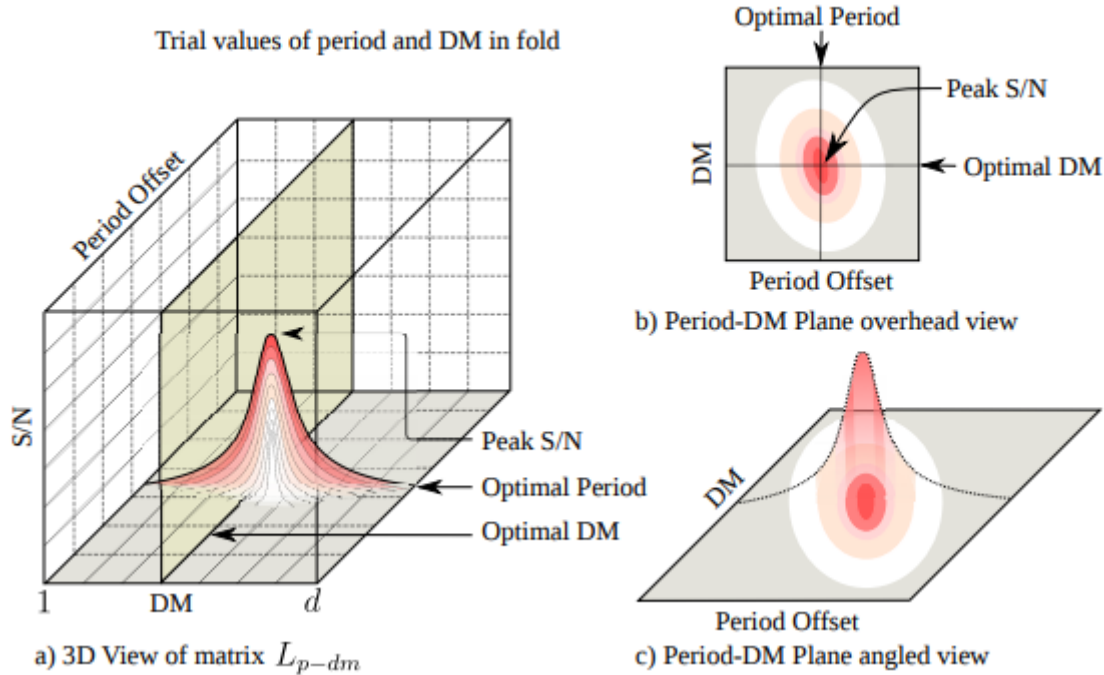 Trial values of period and DM in fold
Period Offset
S/N
Peak S/N
Optimal Period
Optimal DM
1
DM
d
a) 3D View of matrix L_{p-dm}
Optimal Period
Peak S/N
DM
Optimal DM
Period Offset
b) Period-DM Plane overhead view
DM
Period Offset
c) Period-DM Plane angled view